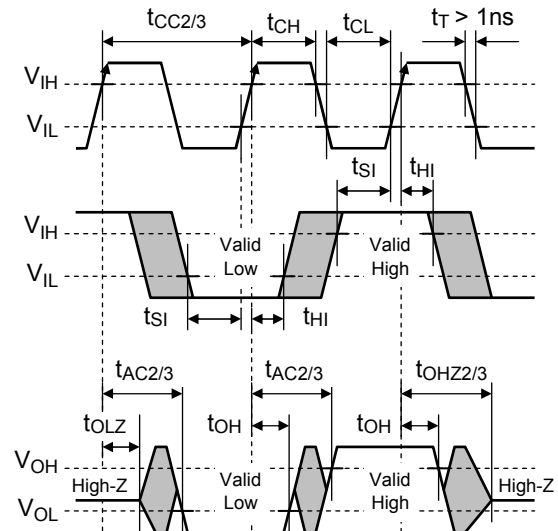 tCC2/3 tCH tCL tT > 1ns
VIH
VIL
tSI tHI
VIH
Valid Low
Valid High
VIL
tSI tHI
tAC2/3 tAC2/3 tOHZ2/3
tOLZ tOH tOH
VOH
High-Z
Valid Low
Valid High
High-Z
VOL